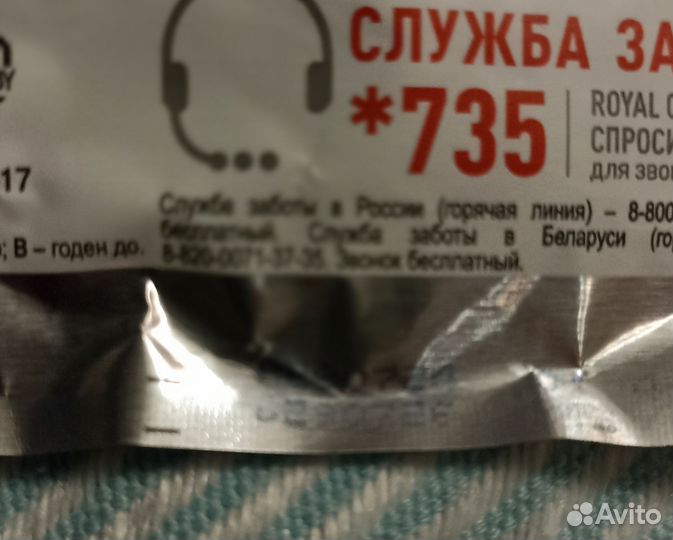 СЛУЖБА ЗА
*735
ROYAL
СПРОСИ
для звон
17
Служба заботы в России (горячая линия) – 8-800
бесплатный. Служба заботы в Беларуси (го
; В – годен до.
8-820-0071-37-35. Звонок бесплатный.
Avito